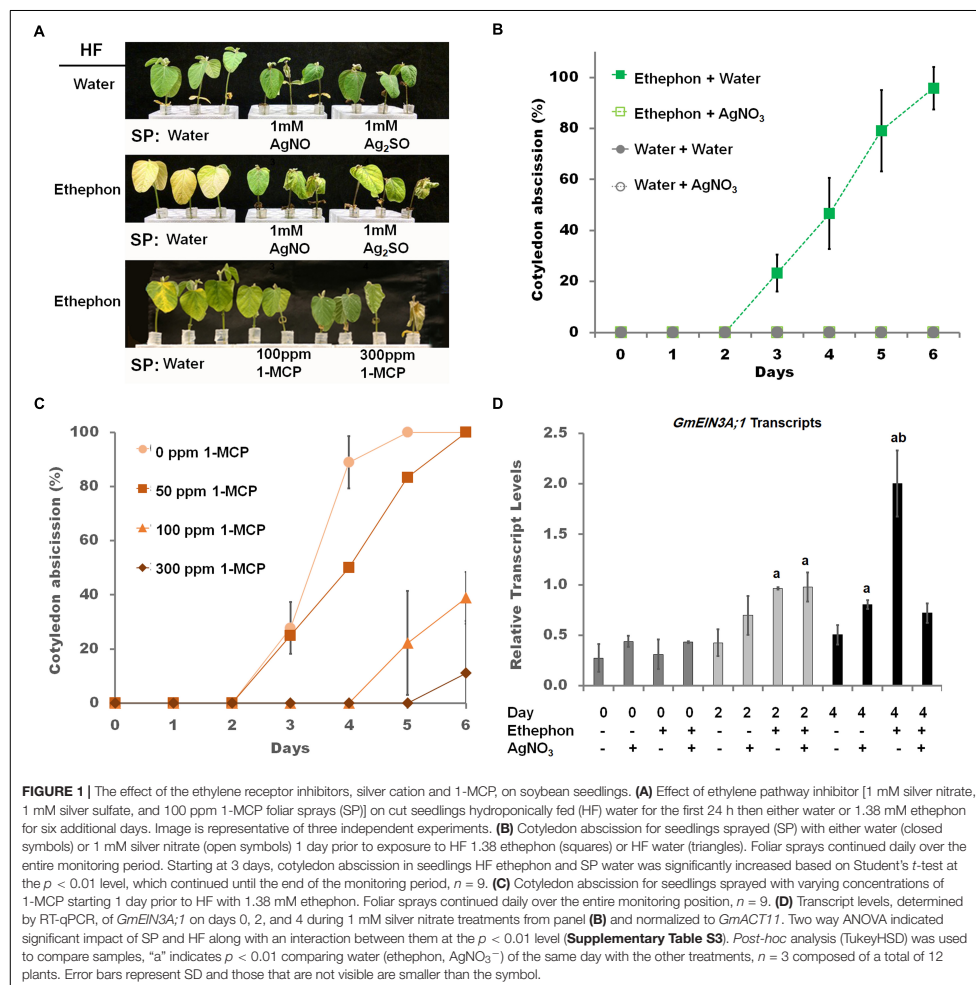 A
HF
Water
SP: Water
1mM
AgNO
1mM
Ag₂SO
Ethephon
SP: Water
1mM
AgNO
1mM
Ag₂SO
Ethephon
SP: Water
100ppm
1-MCP
300ppm
1-MCP
B
Cotyledon abscission (%)
100
80
60
40
20
0
Ethephon + Water
Ethephon + AgNO₃
Water + Water
Water + AgNO₃
0 1 2 3 4 5 6
Days
C
Cotyledon absicission (%)
100
80
60
40
20
0
0 ppm 1-MCP
50 ppm 1-MCP
100 ppm 1-MCP
300 ppm 1-MCP
0 1 2 3 4 5 6
Days
D
GmEIN3A;1 Transcripts
Relative Transcript Levels
2.5
2.0
1.5
1.0
0.5
0.0
a a a ab
Day 0 0 0 0 2 2 2 2 4 4 4 4
Ethephon - - + + - - + + - - + +
AgNO₃ - + - + - + - + - + - +
FIGURE 1 | The effect of the ethylene receptor inhibitors, silver cation and 1-MCP, on soybean seedlings. (A) Effect of ethylene pathway inhibitor [1 mM silver nitrate,
1 mM silver sulfate, and 100 ppm 1-MCP foliar sprays (SP)] on cut seedlings hydroponically fed (HF) water for the first 24 h then either water or 1.38 mM ethephon
for six additional days. Image is representative of three independent experiments. (B) Cotyledon abscission for seedlings sprayed (SP) with either water (closed
symbols) or 1 mM silver nitrate (open symbols) 1 day prior to exposure to HF 1.38 ethephon (squares) or HF water (triangles). Foliar sprays continued daily over the
entire monitoring period. Starting at 3 days, cotyledon abscission in seedlings HF ethephon and SP water was significantly increased based on Student's t-test at
the p < 0.01 level, which continued until the end of the monitoring period, n = 9. (C) Cotyledon abscission for seedlings sprayed with varying concentrations of
1-MCP starting 1 day prior to HF with 1.38 mM ethephon. Foliar sprays continued daily over the entire monitoring position, n = 9. (D) Transcript levels, determined
by RT-qPCR, of GmEIN3A;1 on days 0, 2, and 4 during 1 mM silver nitrate treatments from panel (B) and normalized to GmACT11. Two way ANOVA indicated
significant impact of SP and HF along with an interaction between them at the p < 0.01 level (Supplementary Table S3). Post-hoc analysis (TukeyHSD) was used
to compare samples, "a" indicates p < 0.01 comparing water (ethephon, AgNO₃⁻) of the same day with the other treatments, n = 3 composed of a total of 12
plants. Error bars represent SD and those that are not visible are smaller than the symbol.